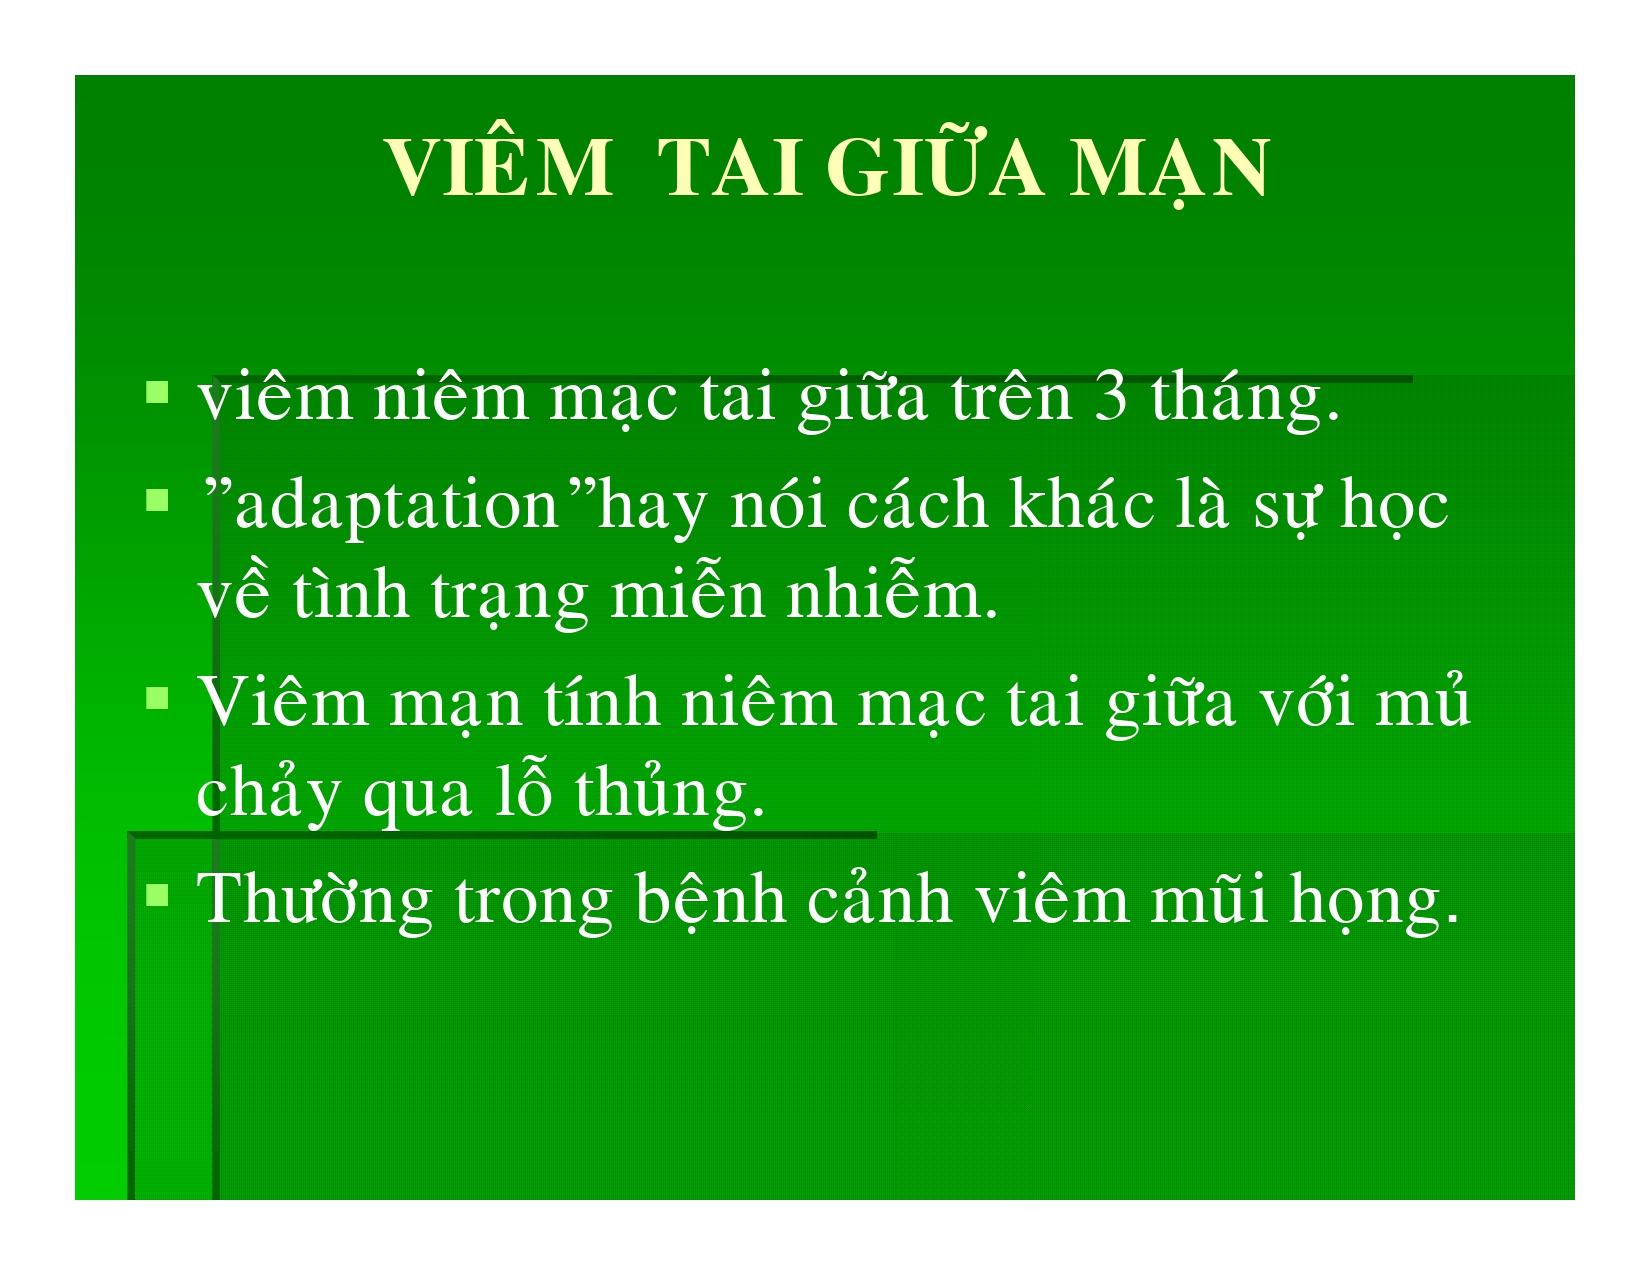 VIÊM TAI GIỮA MẠN
viêm niêm mạc tai giữa trên 3 tháng.
”adaptation”hay nói cách khác là sự học
về tình trạng miễn nhiễm.
Viêm mạn tính niêm mạc tai giữa với mủ
chảy qua lỗ thủng.
Thường trong bệnh cảnh viêm mũi họng.